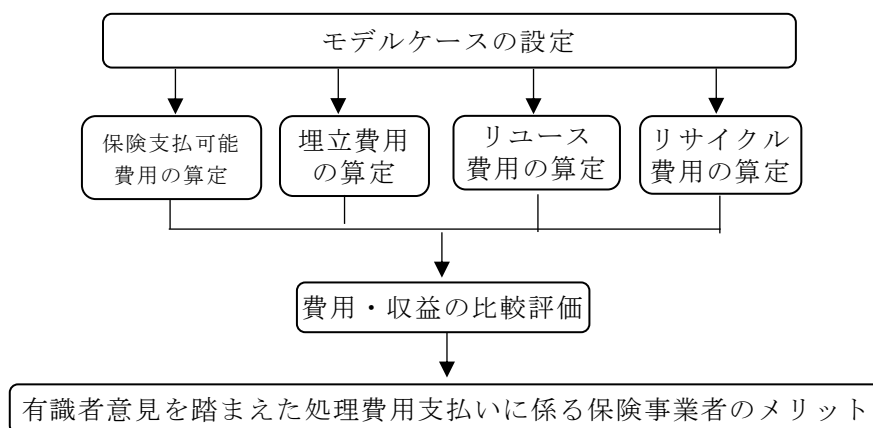 モデルケースの設定
保険支払可能
費用の算定
埋立費用
の算定
リユース
費用の算定
リサイクル
費用の算定
費用・収益の比較評価
有識者意見を踏まえた処理費用支払いに係る保険事業者のメリット